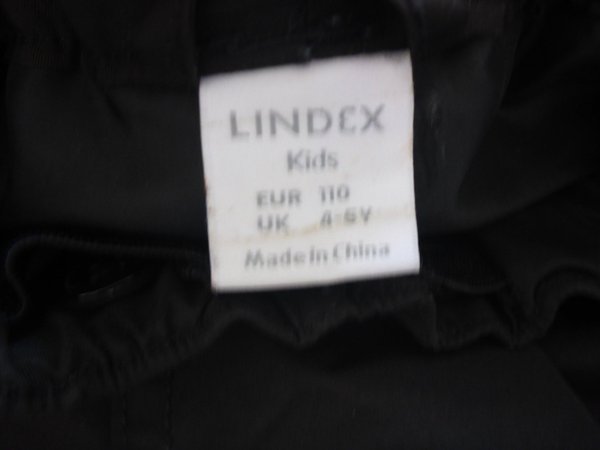 LINDEX
Kids
EUR 110
UK 4-5Y
Made in China